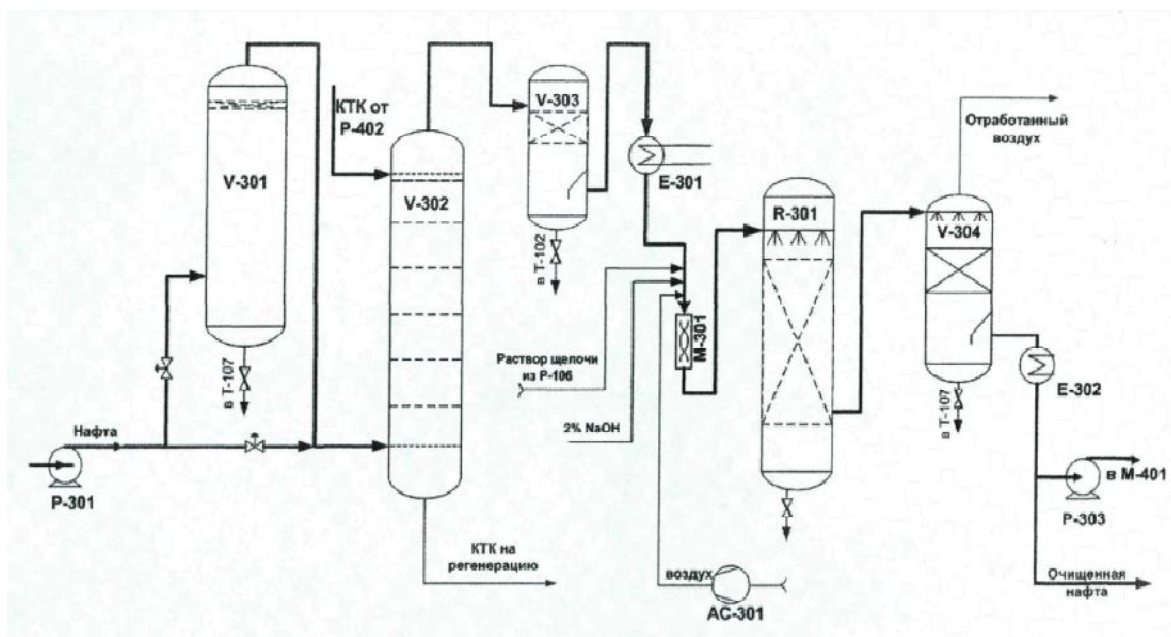 V-301
КТК от
P-402
V-302
V-303
E-301
Отработанный
воздух
R-301
V-304
в Т-102
Раствор щелочи
из P-106
M-301
2% NaOH
в Т-107
Нафта
P-301
E-302
в Т-107
в M-401
P-303
КТК на
регенерацию
воздух
AC-301
Очищенная
нафта